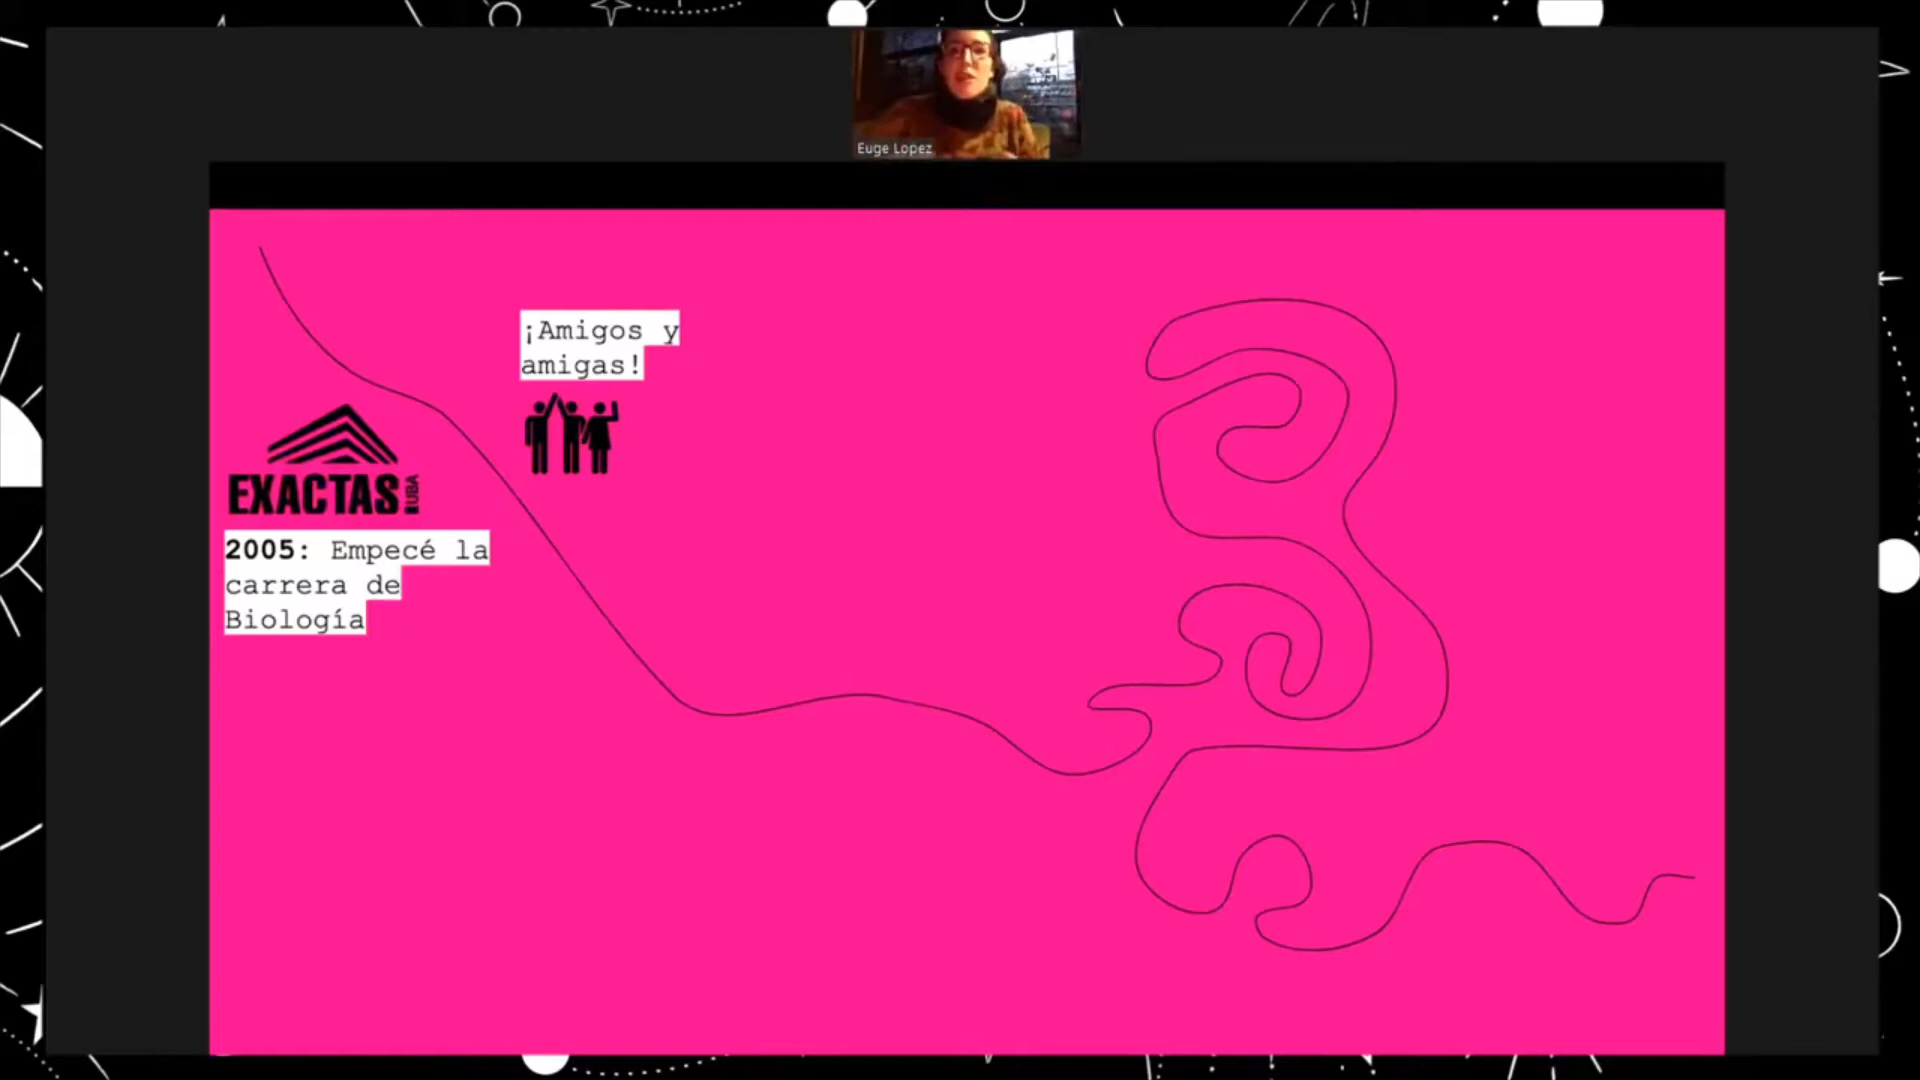 Euge Lopez
¡Amigos y
amigas!
EXACTAS UBA
2005: Empecé la
carrera de
Biología